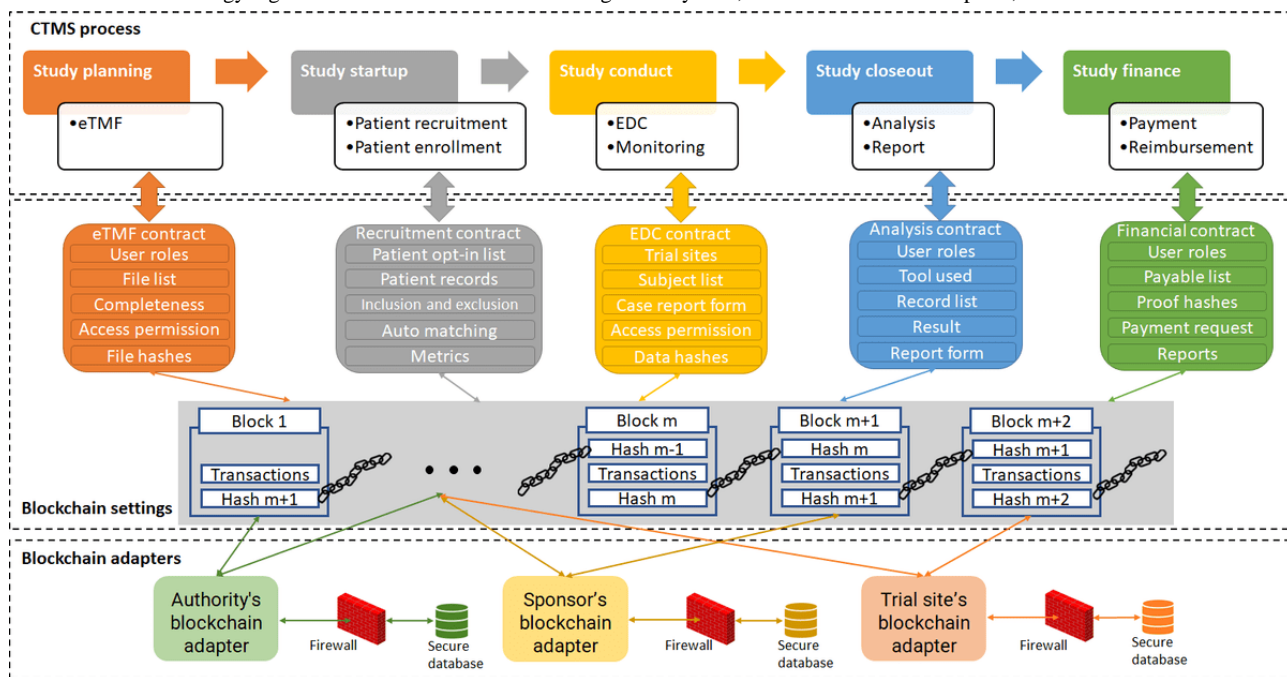 CTMS process
Study planning
Study startup
Study conduct
Study closeout
Study finance
•eTMF
•Patient recruitment
•Patient enrollment
•EDC
•Monitoring
•Analysis
•Report
•Payment
•Reimbursement
eTMF contract
User roles
File list
Completeness
Access permission
File hashes
Recruitment contract
Patient opt-in list
Patient records
Inclusion and exclusion
Auto matching
Metrics
EDC contract
Trial sites
Subject list
Case report form
Access permission
Data hashes
Analysis contract
User roles
Tool used
Record list
Result
Report form
Financial contract
User roles
Payable list
Proof hashes
Payment request
Reports
Block 1
Transactions
Hash m+1
Block m
Hash m-1
Transactions
Hash m
Block m+1
Hash m
Transactions
Hash m+1
Block m+2
Hash m+1
Transactions
Hash m+2
Blockchain settings
Blockchain adapters
Authority's
blockchain
adapter
Firewall
Secure
database
Sponsor's
blockchain
adapter
Firewall
Secure
database
Trial site's
blockchain
adapter
Firewall
Secure
database